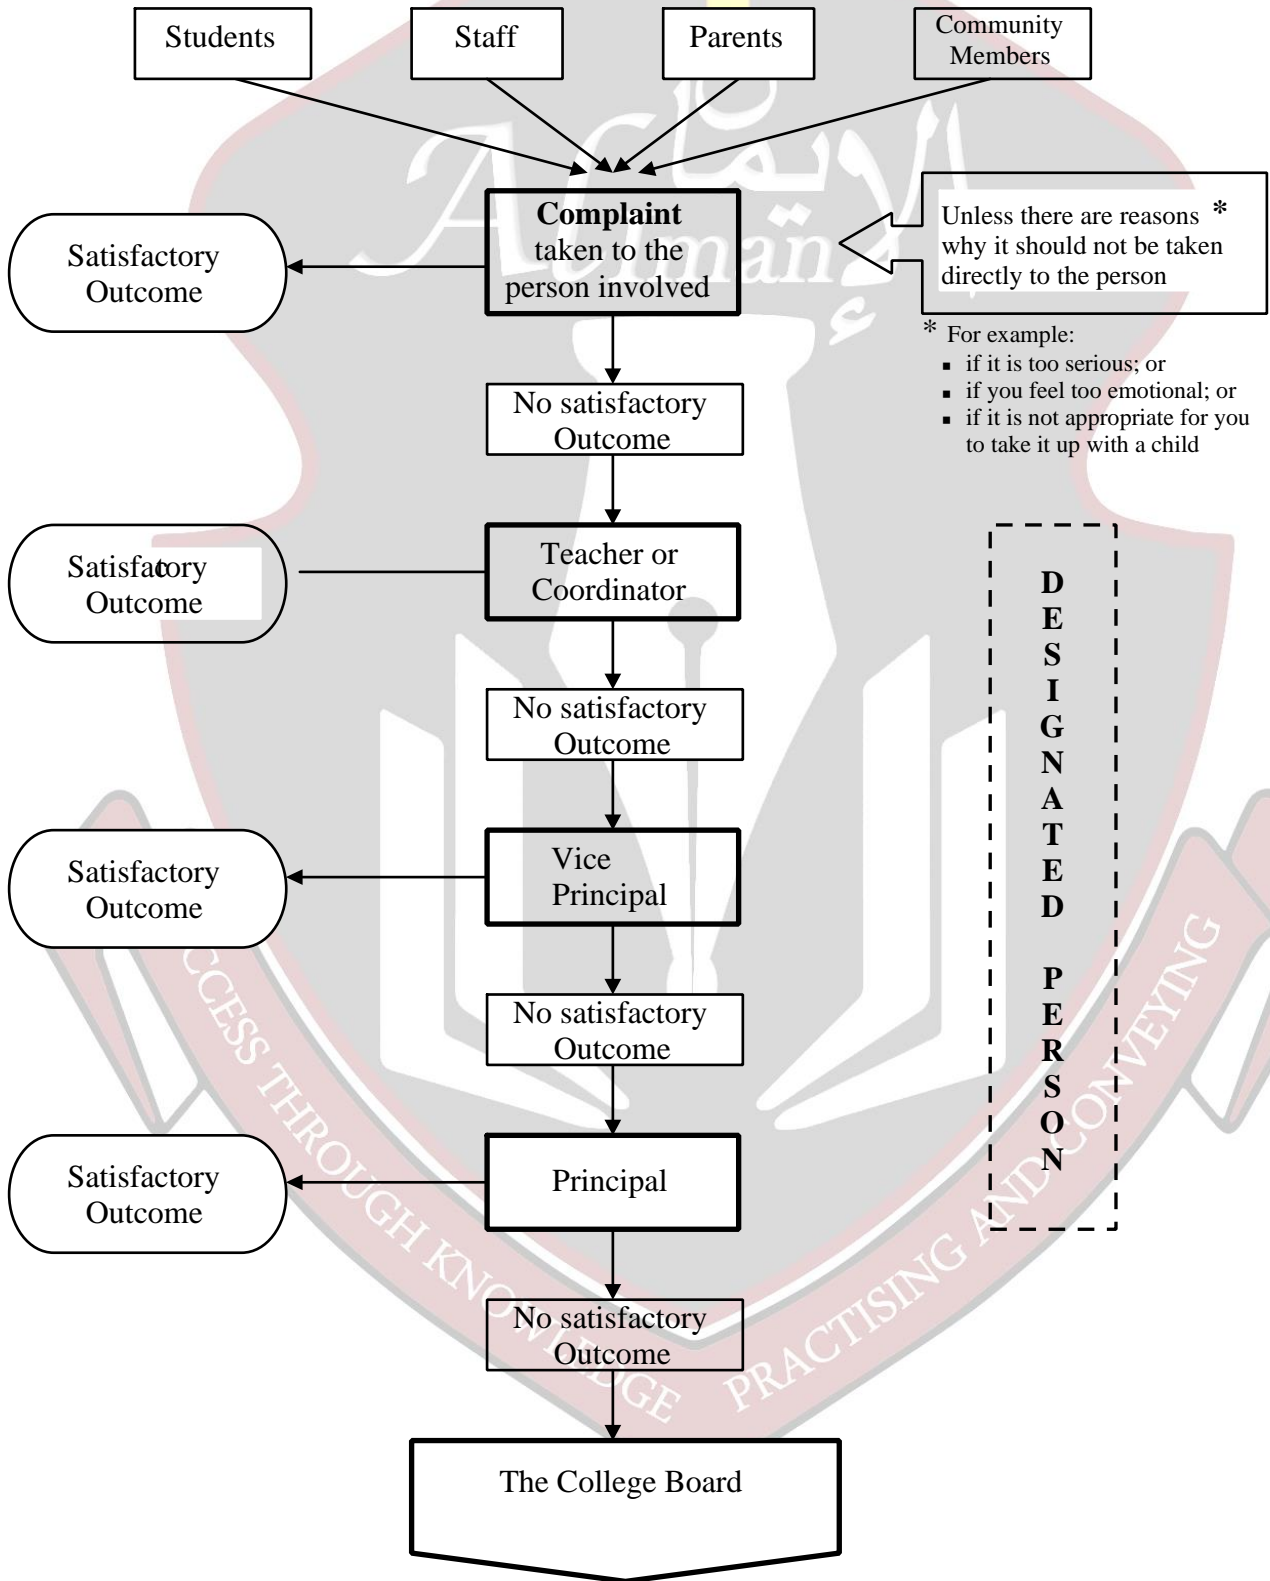 Students
Staff
Parents
Community
Members
Complaint
taken to the
person involved
Unless there are reasons *
why it should not be taken
directly to the person
Satisfactory
Outcome
* For example:
▪ if it is too serious; or
▪ if you feel too emotional; or
▪ if it is not appropriate for you
to take it up with a child
No satisfactory
Outcome
Teacher or
Coordinator
Satisfactory
Outcome
No satisfactory
Outcome
Vice
Principal
Satisfactory
Outcome
No satisfactory
Outcome
Principal
Satisfactory
Outcome
No satisfactory
Outcome
The College Board
DESIGNATED PERSON
الإيمان
Al Iman
CCESS THROUGH KNOWLEDGE PRACTISING AND CONVEYING